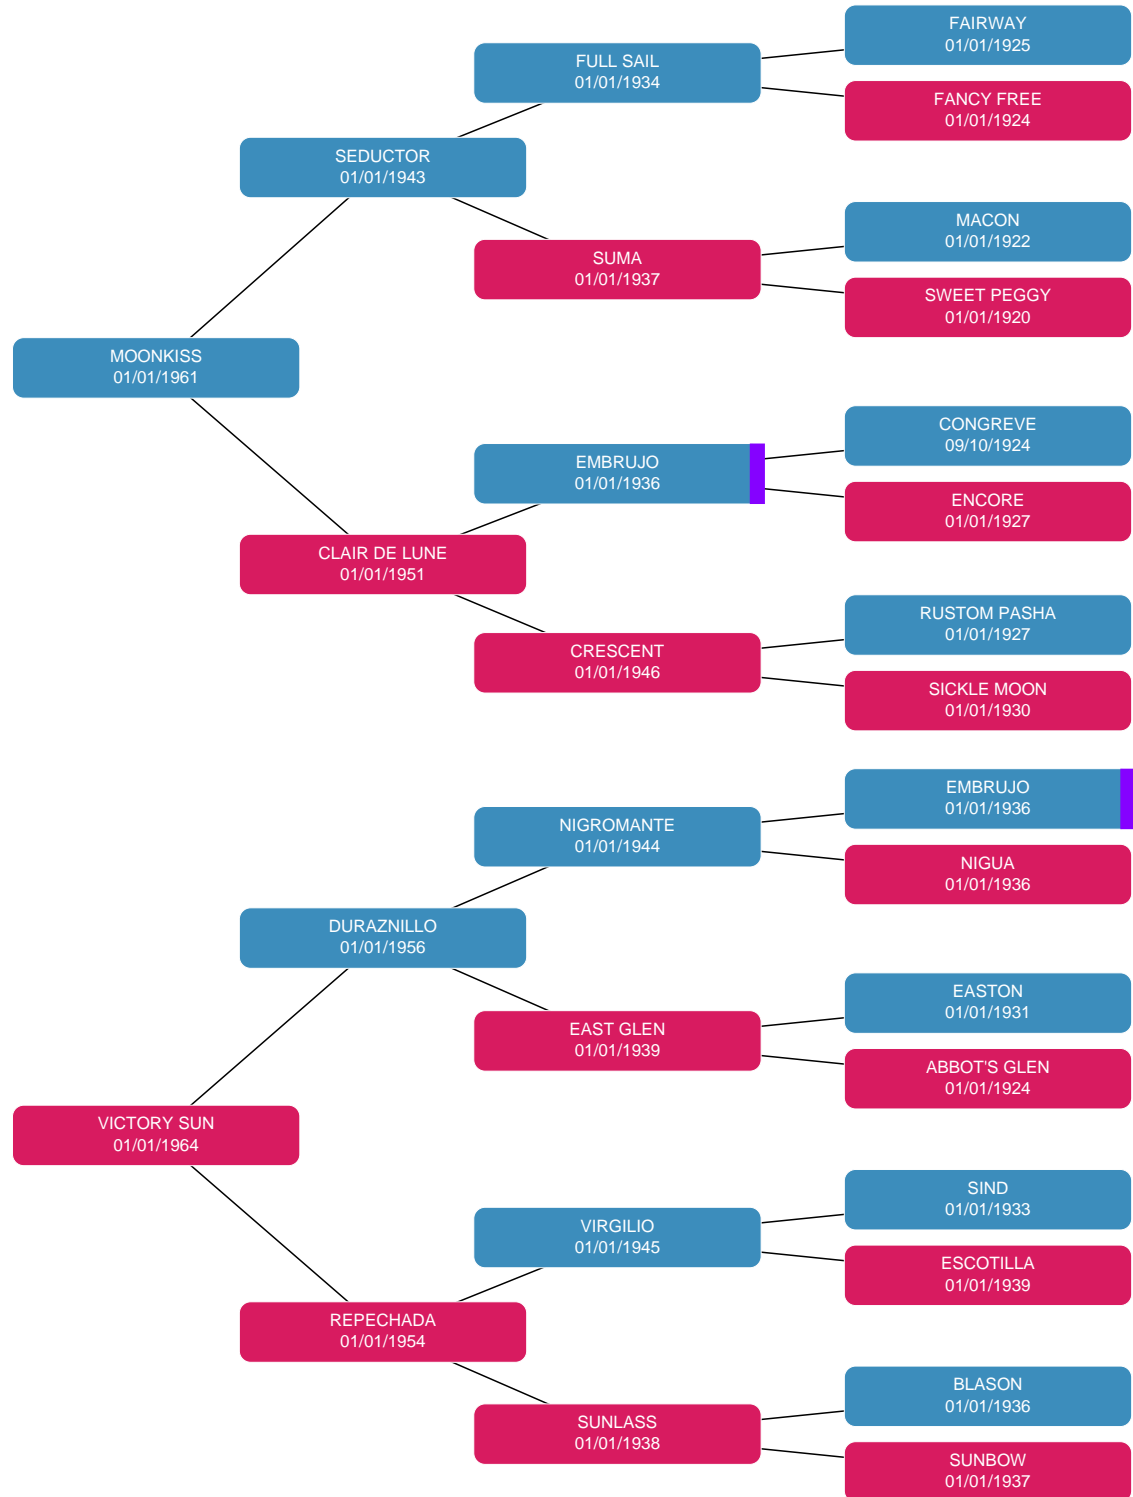 FAIRWAY
01/01/1925
FULL SAIL
01/01/1934
FANCY FREE
01/01/1924
SEDUCTOR
01/01/1943
MACON
01/01/1922
SUMA
01/01/1937
SWEET PEGGY
01/01/1920
MOONKISS
01/01/1961
CONGREVE
09/10/1924
EMBRUJO
01/01/1936
ENCORE
01/01/1927
CLAIR DE LUNE
01/01/1951
RUSTOM PASHA
01/01/1927
CRESCENT
01/01/1946
SICKLE MOON
01/01/1930
EMBRUJO
01/01/1936
NIGROMANTE
01/01/1944
NIGUA
01/01/1936
DURAZNILLO
01/01/1956
EASTON
01/01/1931
EAST GLEN
01/01/1939
ABBOT'S GLEN
01/01/1924
VICTORY SUN
01/01/1964
SIND
01/01/1933
VIRGILIO
01/01/1945
ESCOTILLA
01/01/1939
REPECHADA
01/01/1954
BLASON
01/01/1936
SUNLASS
01/01/1938
SUNBOW
01/01/1937